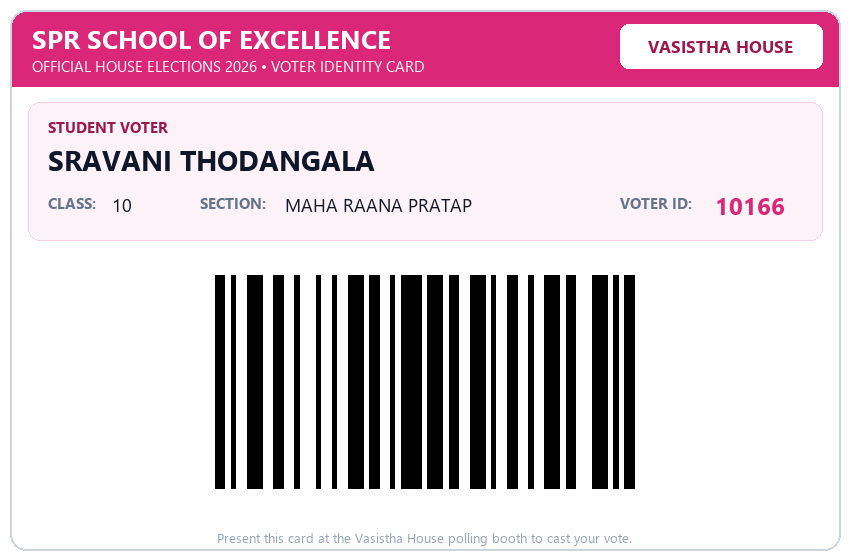 SPR SCHOOL OF EXCELLENCE
OFFICIAL HOUSE ELECTIONS 2026 • VOTER IDENTITY CARD
VASISTHA HOUSE
STUDENT VOTER
SRAVANI THODANGALA
CLASS: 10 SECTION: MAHA RAANA PRATAP VOTER ID: 10166
Present this card at the Vasistha House polling booth to cast your vote.